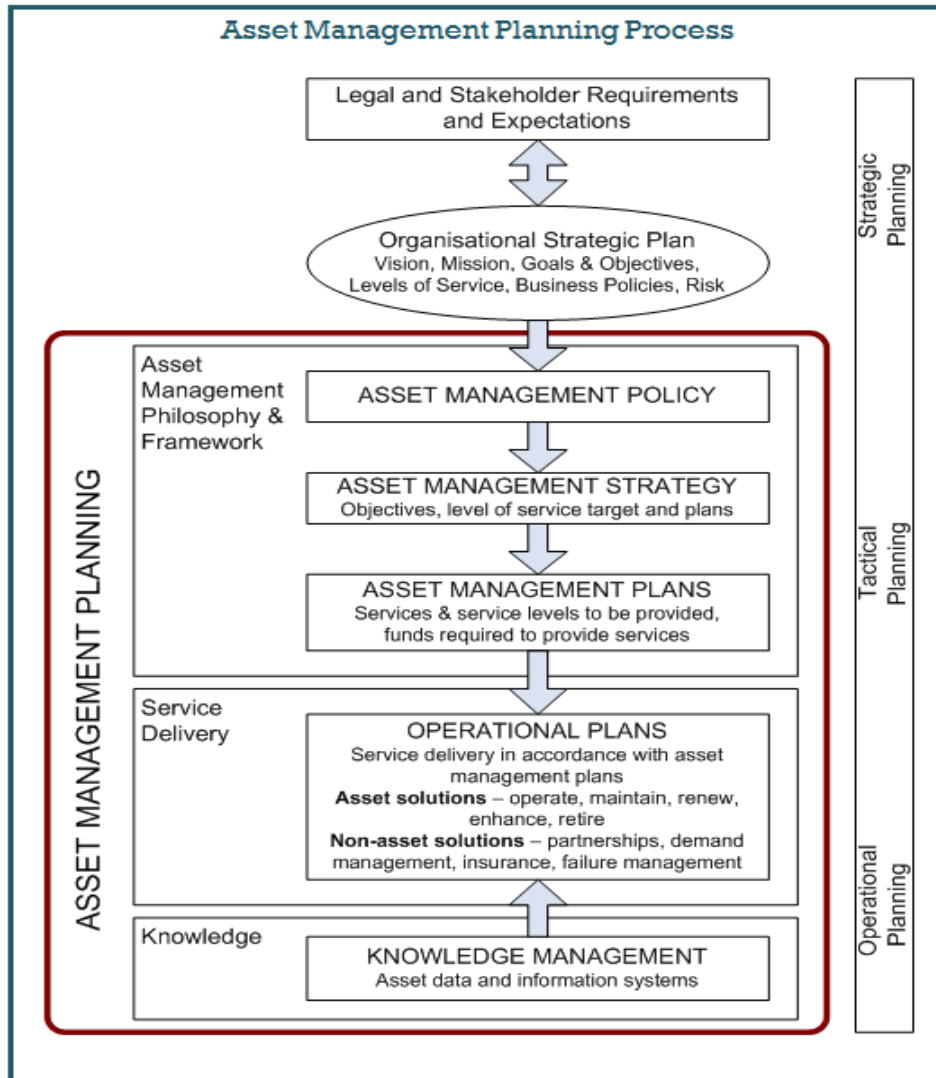 Asset Management Planning Process
Legal and Stakeholder Requirements
and Expectations
Organisational Strategic Plan
Vision, Mission, Goals & Objectives,
Levels of Service, Business Policies, Risk
Strategic
Planning
ASSET MANAGEMENT PLANNING
Asset
Management
Philosophy &
Framework
ASSET MANAGEMENT POLICY
ASSET MANAGEMENT STRATEGY
Objectives, level of service target and plans
ASSET MANAGEMENT PLANS
Services & service levels to be provided,
funds required to provide services
Tactical
Planning
Service
Delivery
OPERATIONAL PLANS
Service delivery in accordance with asset
management plans
Asset solutions – operate, maintain, renew,
enhance, retire
Non-asset solutions – partnerships, demand
management, insurance, failure management
Operational
Planning
Knowledge
KNOWLEDGE MANAGEMENT
Asset data and information systems